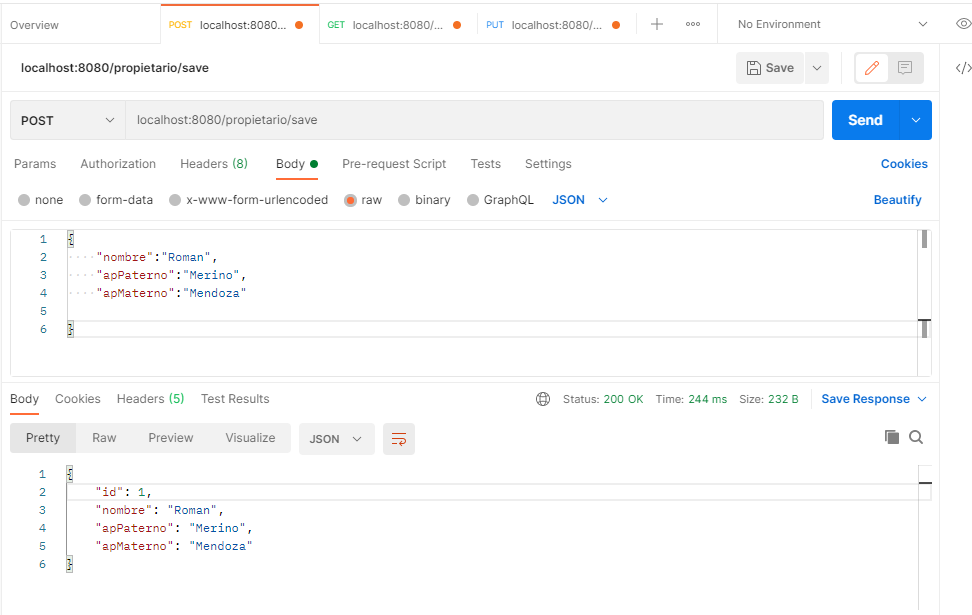 Overview POST localhost:8080... GET localhost:8080/... PUT localhost:8080/... No Environment
localhost:8080/propietario/save Save
POST localhost:8080/propietario/save Send
Params Authorization Headers (8) Body Pre-request Script Tests Settings Cookies
none form-data x-www-form-urlencoded raw binary GraphQL JSON Beautify
1 {
2 "nombre":"Roman",
3 "apPaterno":"Merino",
4 "apMaterno":"Mendoza"
5
6 }
Body Cookies Headers (5) Test Results Status: 200 OK Time: 244 ms Size: 232 B Save Response
Pretty Raw Preview Visualize JSON
1 {
2 "id": 1,
3 "nombre": "Roman",
4 "apPaterno": "Merino",
5 "apMaterno": "Mendoza"
6 }